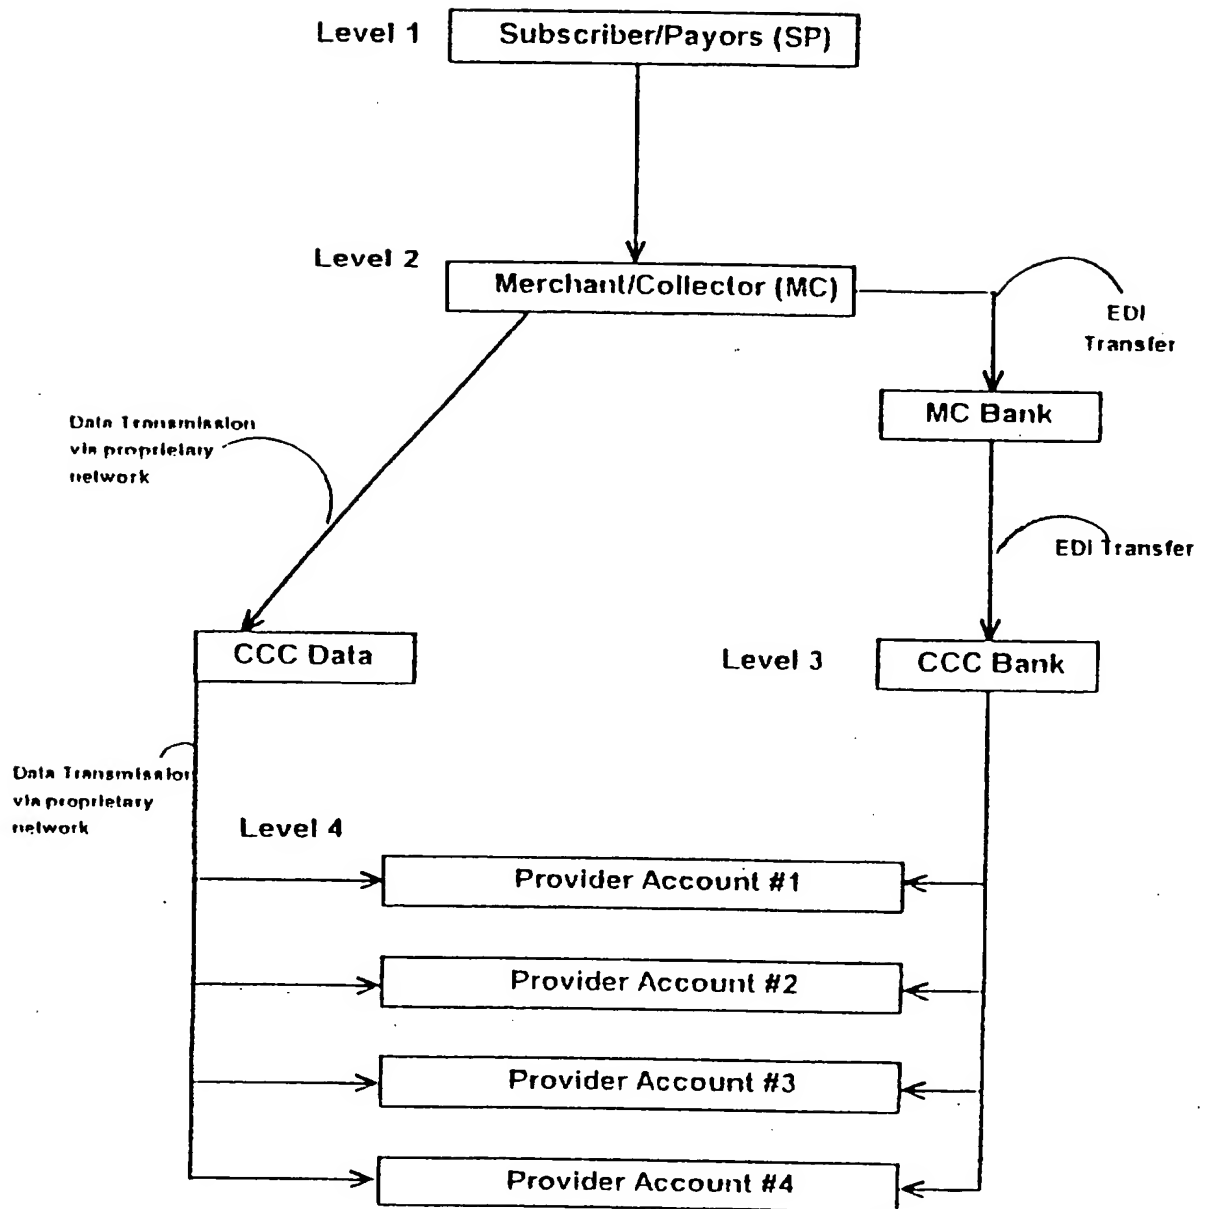 Level 1
Subscriber/Payors (SP)
Level 2
Merchant/Collector (MC)
EDI
Transfer
MC Bank
Data Transmission
via proprietary
network
EDI Transfer
CCC Data
Level 3
CCC Bank
Data Transmission
via proprietary
network
Level 4
Provider Account #1
Provider Account #2
Provider Account #3
Provider Account #4